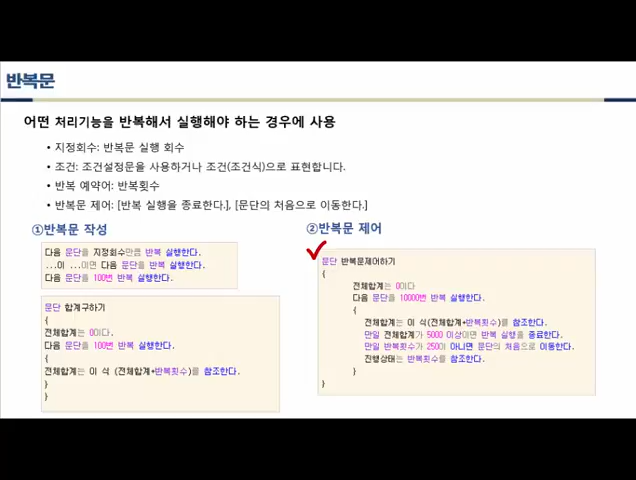 반복문
어떤 처리기능을 반복해서 실행해야 하는 경우에 사용
• 지정회수: 반복문 실행 회수
• 조건: 조건설정문을 사용하거나 조건(조건식)으로 표현합니다.
• 반복 예약어: 반복횟수
• 반복문 제어: [반복 실행을 종료한다.], [문단의 처음으로 이동한다.]
①반복문 작성
다음 문단을 지정회수만큼 반복 실행한다.
...이 ...이면 다음 문단을 반복 실행한다.
다음 문단을 100번 반복 실행한다.
문단 합계구하기
{
전체합계는 0이다.
다음 문단을 100번 반복 실행한다.
{
전체합계는 이 식 (전체합계+반복횟수)를 참조한다.
}
}
②반복문 제어
문단 반복문제어하기
{
전체합계는 0이다
다음 문단을 10000번 반복 실행한다.
{
전체합계는 이 식(전체합계+반복횟수)를 참조한다.
만일 전체합계가 5000 이상이면 반복 실행를 종료한다.
만일 반복횟수가 250이 아니면 문단의 처음으로 이동한다.
진행상태는 반복횟수를 참조한다.
}
}